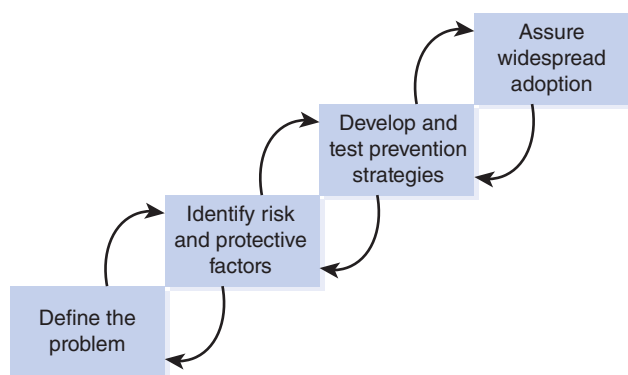 Assure
widespread
adoption
Develop and
test prevention
strategies
Identify risk
and protective
factors
Define the
problem